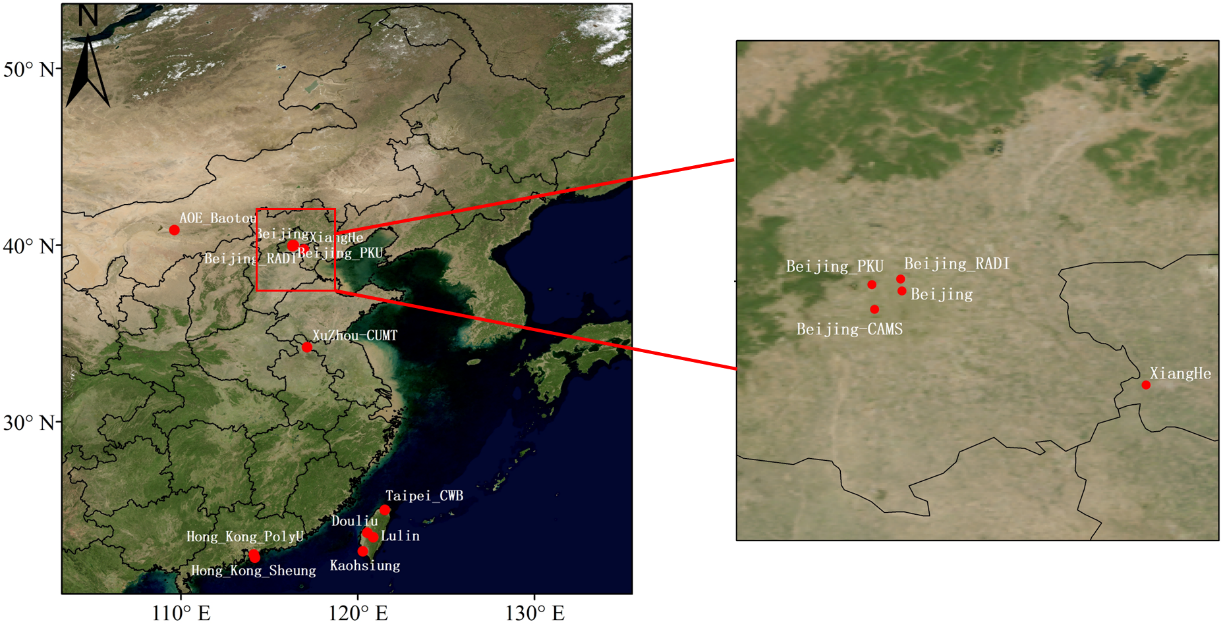 N
50° N
40° N
30° N
110° E
120° E
130° E
AOE_Baotou
Beijing
XiangHe
Beijing_RADI
Beijing_PKU
XuZhou-CUMT
Taipei_CWB
Douliu
Lulin
Kaohsiung
Hong_Kong_PolyU
Hong_Kong_Sheung
Beijing_PKU
Beijing_RADI
Beijing
Beijing-CAMS
XiangHe